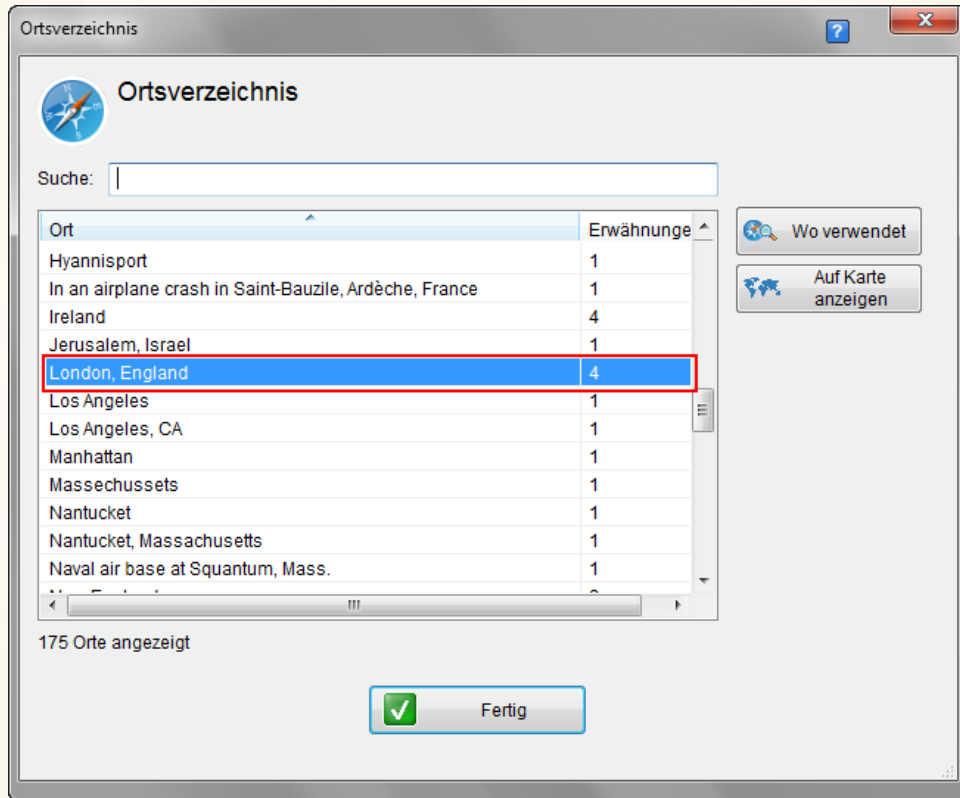 Ortsverzeichnis
?
Ortsverzeichnis
Suche:
Ort Erwähnunge
Hyannisport 1
In an airplane crash in Saint-Bauzile, Ardèche, France 1
Ireland 4
Jerusalem, Israel 1
London, England 4
Los Angeles 1
Los Angeles, CA 1
Manhattan 1
Massechussets 1
Nantucket 1
Nantucket, Massachusetts 1
Naval air base at Squantum, Mass. 1
Wo verwendet
Auf Karte
anzeigen
175 Orte angezeigt
Fertig